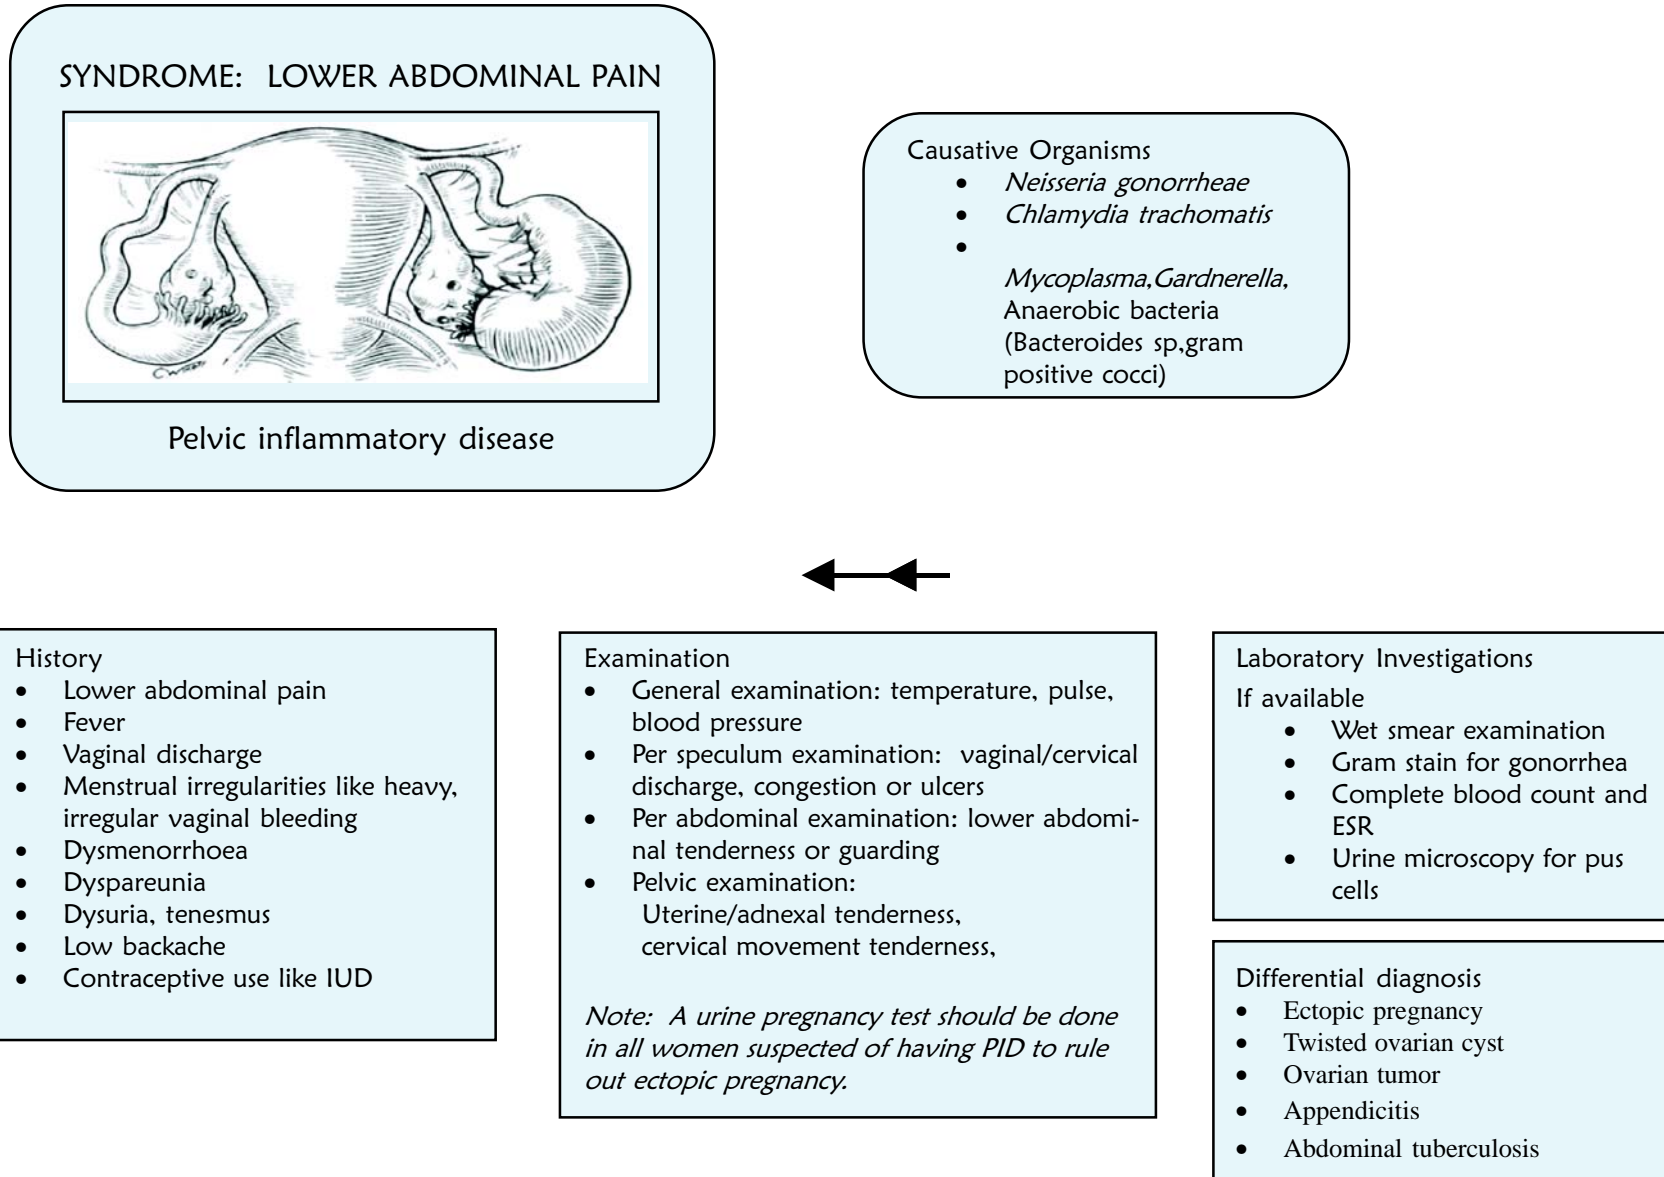 SYNDROME: LOWER ABDOMINAL PAIN
Pelvic inflammatory disease
Causative Organisms
• Neisseria gonorrheae
• Chlamydia trachomatis
•
Mycoplasma,Gardnerella,
Anaerobic bacteria
(Bacteroides sp,gram
positive cocci)
History
• Lower abdominal pain
• Fever
• Vaginal discharge
• Menstrual irregularities like heavy,
irregular vaginal bleeding
• Dysmenorrhoea
• Dyspareunia
• Dysuria, tenesmus
• Low backache
• Contraceptive use like IUD
Examination
• General examination: temperature, pulse,
blood pressure
• Per speculum examination: vaginal/cervical
discharge, congestion or ulcers
• Per abdominal examination: lower abdomi-
nal tenderness or guarding
• Pelvic examination:
Uterine/adnexal tenderness,
cervical movement tenderness,
Note: A urine pregnancy test should be done
in all women suspected of having PID to rule
out ectopic pregnancy.
Laboratory Investigations
If available
• Wet smear examination
• Gram stain for gonorrhea
• Complete blood count and
ESR
• Urine microscopy for pus
cells
Differential diagnosis
• Ectopic pregnancy
• Twisted ovarian cyst
• Ovarian tumor
• Appendicitis
• Abdominal tuberculosis